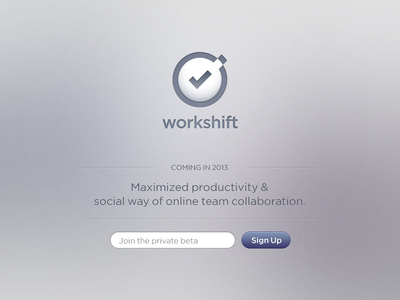 workshift
COMING IN 2013
Maximized productivity &
social way of online team collaboration.
Join the private beta
Sign Up